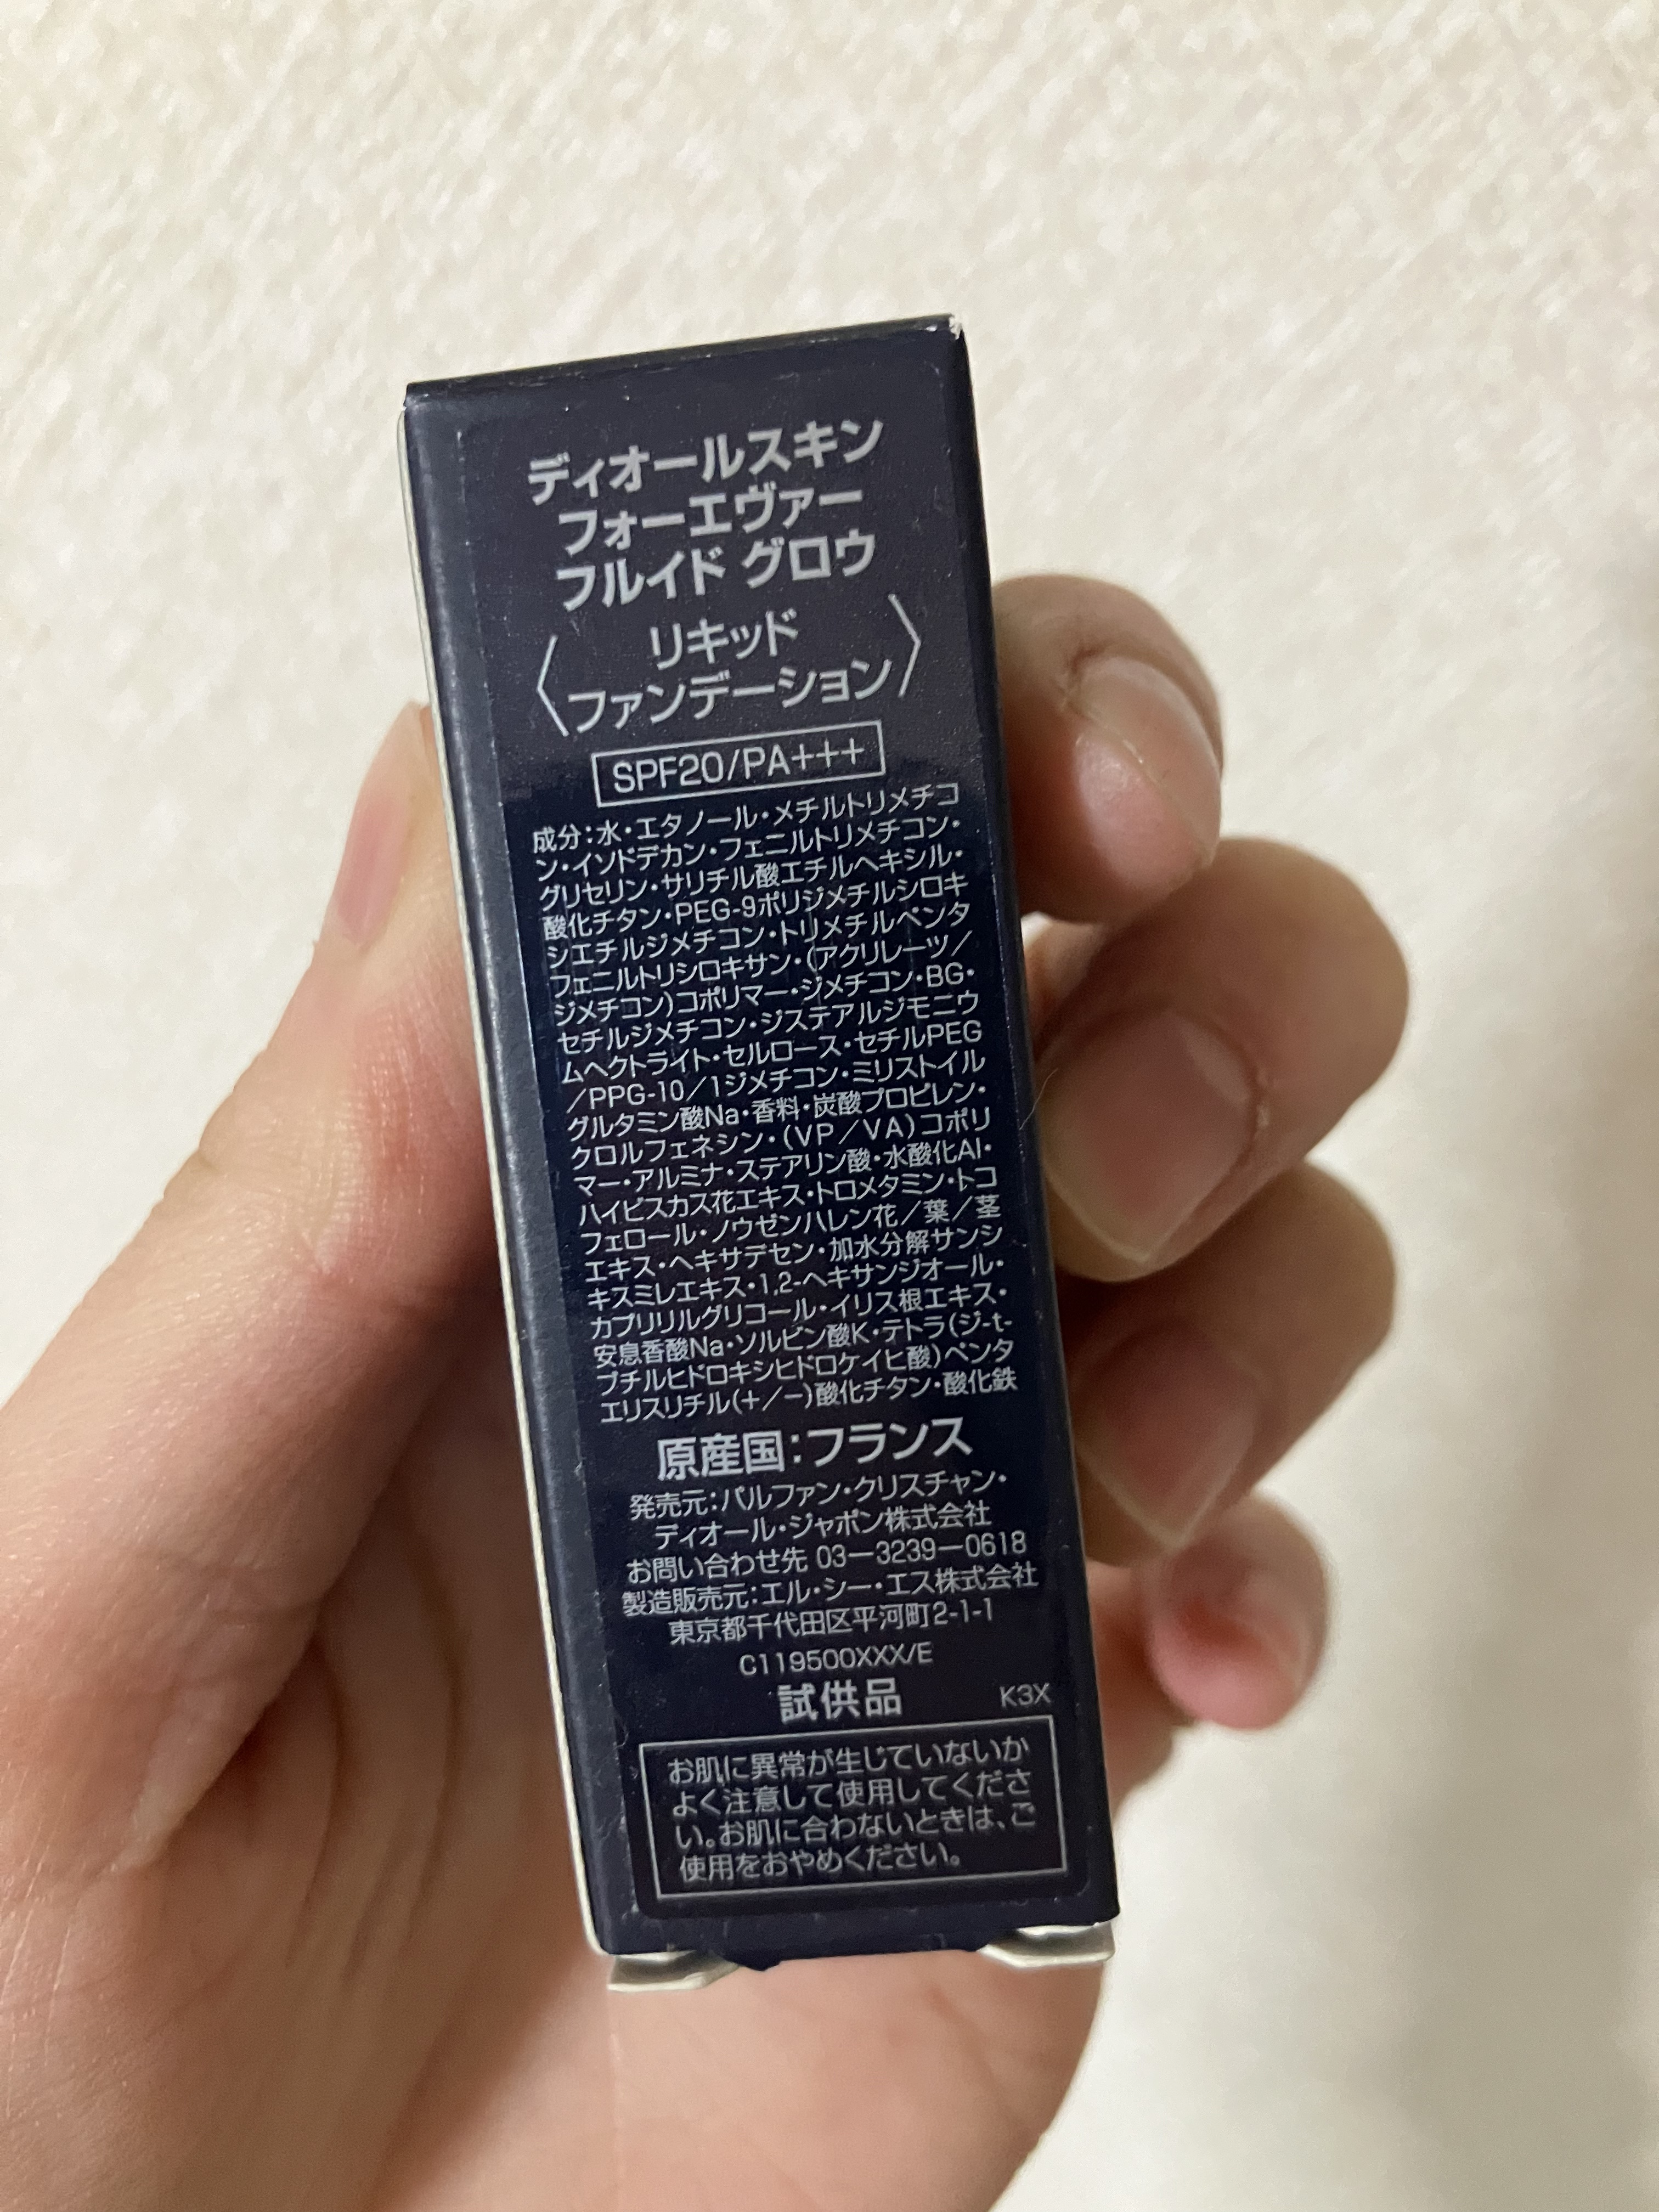 ディオールスキン
フォーエヴァー
フルイド グロウ
〈リキッド
ファンデーション〉
SPF20/PA+++
成分：水・エタノール・メチルトリメチコ
ン・イソドデカン・フェニルトリメチコン・
グリセリン・サリチル酸エチルヘキシル・
酸化チタン・PEG-9ポリジメチルシロキ
シエチルジメチコン・トリメチルペンタ
フェニルトリシロキサン・(アクリレーツ／
ジメチコン)コポリマー・ジメチコン・BG・
セチルジメチコン・ジステアルジモニウ
ムヘクトライト・セルロース・セチルPEG
／PPG-10／1ジメチコン・ミリストイル
グルタミン酸Na・香料・炭酸プロピレン・
クロルフェネシン・(VP／VA)コポリ
マー・アルミナ・ステアリン酸・水酸化Al・
ハイビスカス花エキス・トロメタミン・トコ
フェロール・ノウゼンハレン花／葉／茎
エキス・ヘキサデセン・加水分解サンシ
キスミレエキス・1,2-ヘキサンジオール・
カプリリルグリコール・イリス根エキス・
安息香酸Na・ソルビン酸K・テトラ(ジ-t-
ブチルヒドロキシヒドロケイヒ酸)ペンタ
エリスリチル(+／−)酸化チタン・酸化鉄
原産国：フランス
発売元：パルファン・クリスチャン・
ディオール・ジャポン株式会社
お問い合わせ先 03―3239―0618
製造販売元：エル・シー・エス株式会社
東京都千代田区平河町2-1-1
C119500XXX/E
試供品 K3X
お肌に異常が生じていないか
よく注意して使用してくださ
い。お肌に合わないときは、ご
使用をおやめください。